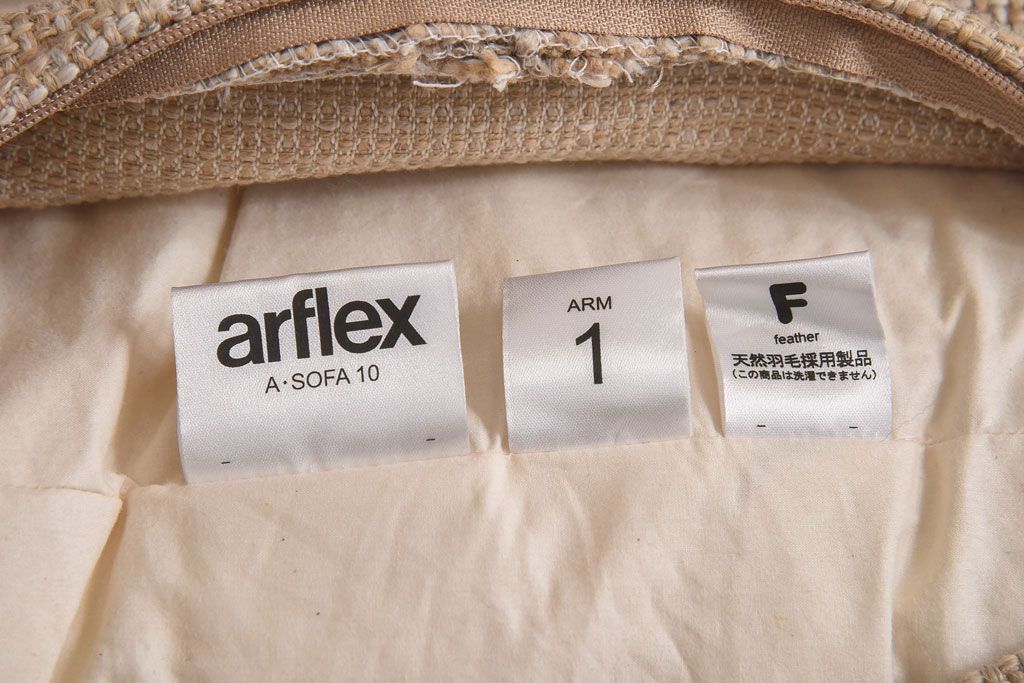 arflex
A・SOFA 10
ARM
1
F
feather
天然羽毛採用製品
(この商品は洗濯できません)